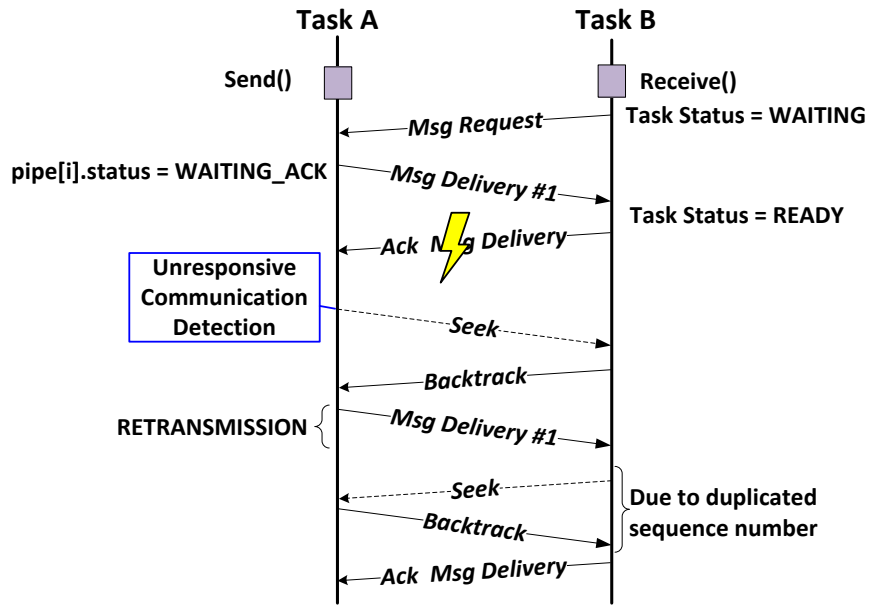 Task A
Task B
Send()
Receive()
Msg Request
Task Status = WAITING
pipe[i].status = WAITING_ACK
Msg Delivery #1
Task Status = READY
Ack Msg Delivery
Unresponsive
Communication
Detection
Seek
Backtrack
RETRANSMISSION
Msg Delivery #1
Seek
Due to duplicated
sequence number
Backtrack
Ack Msg Delivery